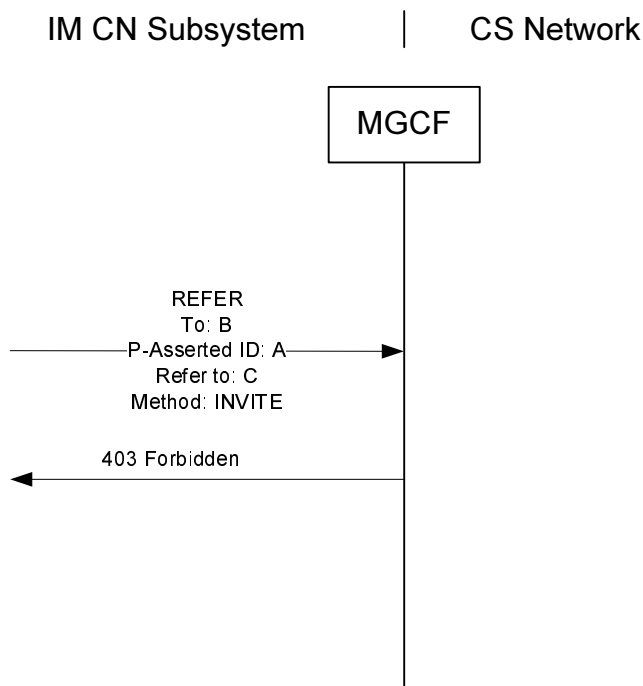 IM CN Subsystem | CS Network
MGCF
REFER
To: B
P-Asserted ID: A
Refer to: C
Method: INVITE
403 Forbidden